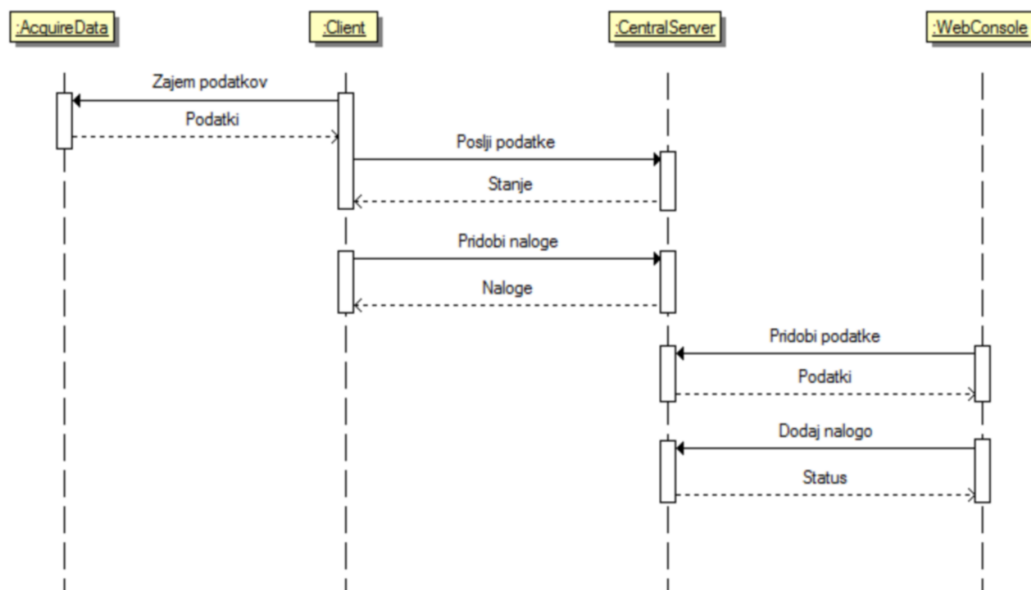 :AcquireData
:Client
:CentralServer
:WebConsole
Zajem podatkov
Podatki
Poslji podatke
Stanje
Pridobi naloge
Naloge
Pridobi podatke
Podatki
Dodaj nalogo
Status